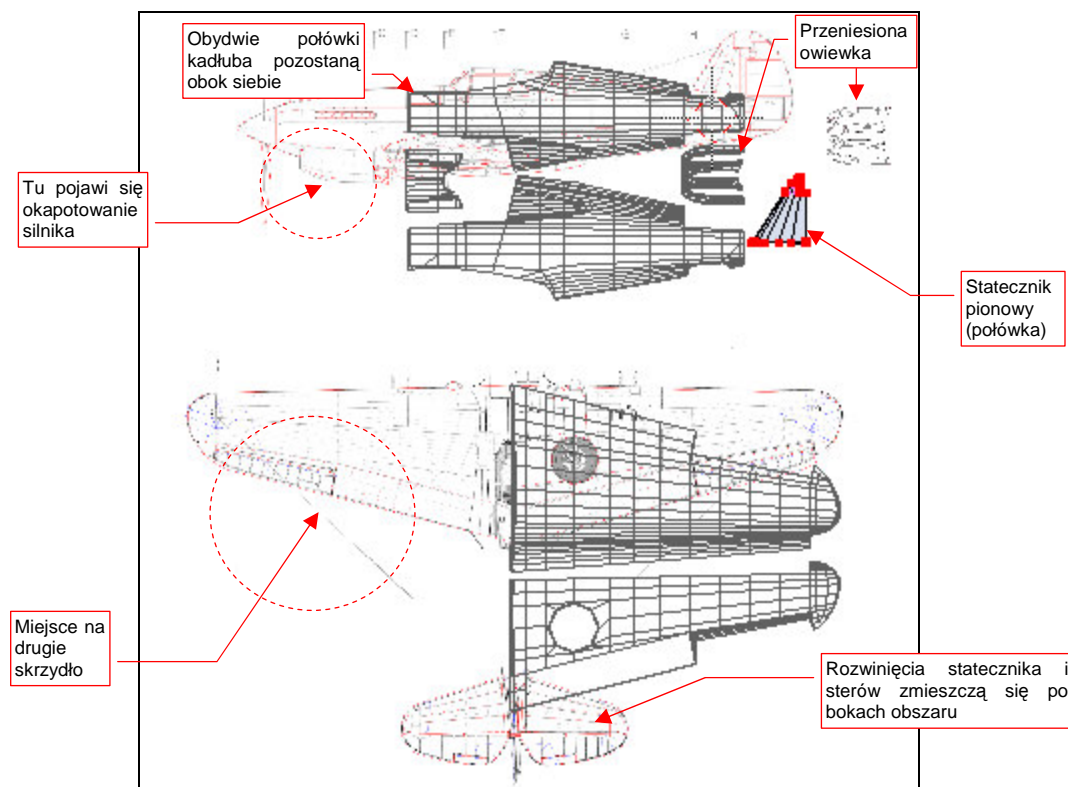 Obydwie połówki
kadłuba pozostaną
obok siebie
Przeniesiona
owiewka
Tu pojawi się
okapotowanie
silnika
Statecznik
pionowy
(połówka)
Miejsce na
drugie
skrzydło
Rozwinięcia statecznika i
sterów zmieszczą się po
bokach obszaru